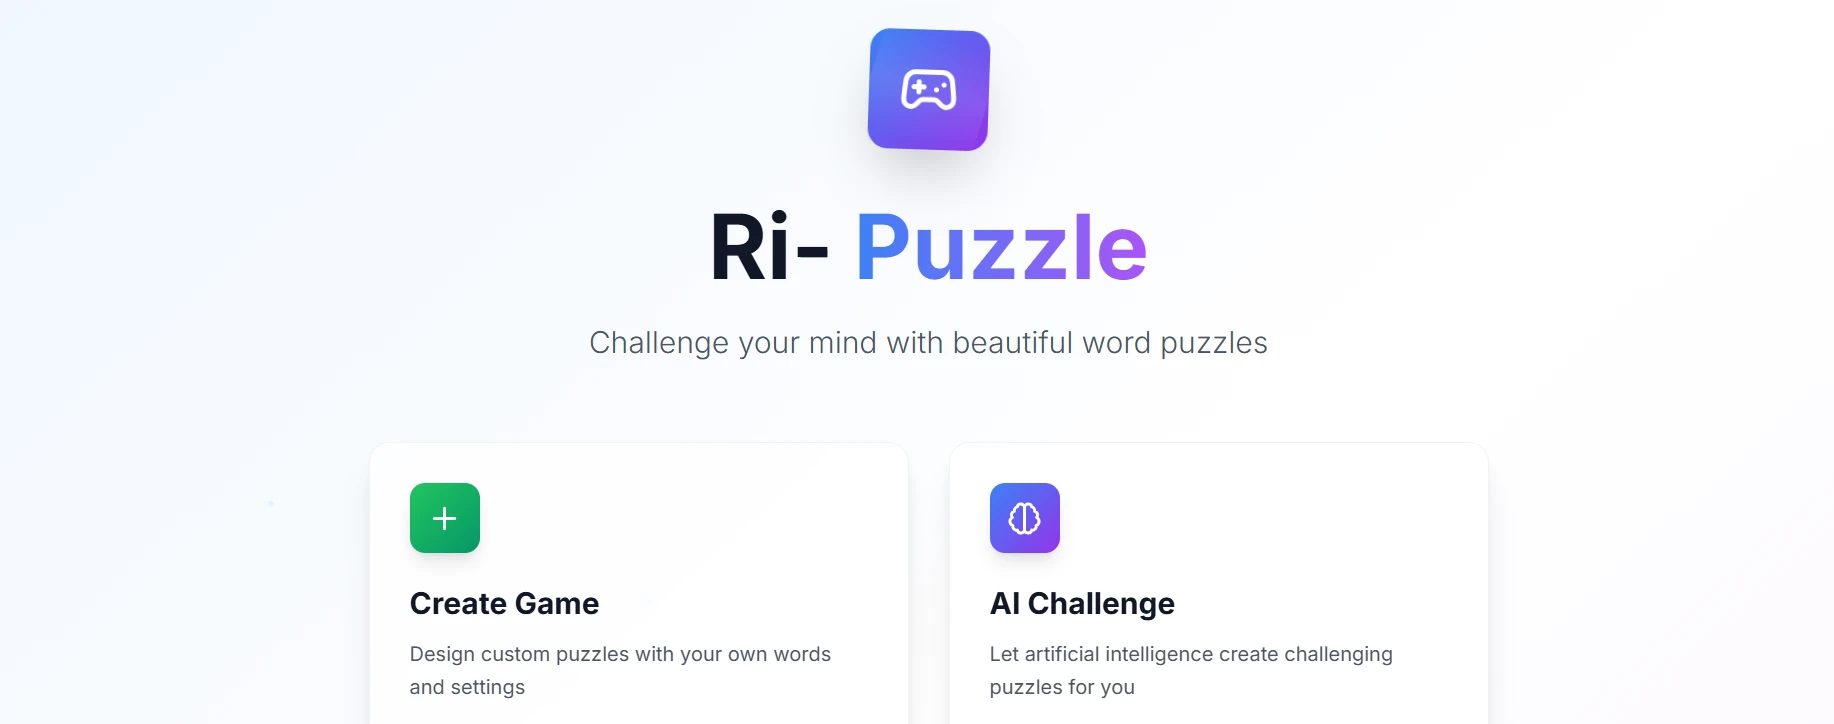 Ri- Puzzle
Challenge your mind with beautiful word puzzles
Create Game
Design custom puzzles with your own words
and settings
AI Challenge
Let artificial intelligence create challenging
puzzles for you